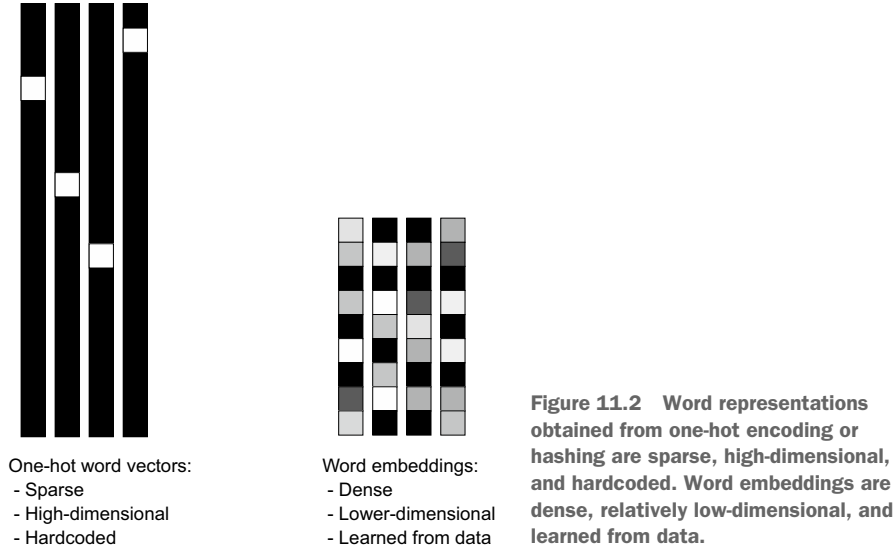 One-hot word vectors:
- Sparse
- High-dimensional
- Hardcoded
Word embeddings:
- Dense
- Lower-dimensional
- Learned from data
Figure 11.2 Word representations
obtained from one-hot encoding or
hashing are sparse, high-dimensional,
and hardcoded. Word embeddings are
dense, relatively low-dimensional, and
learned from data.